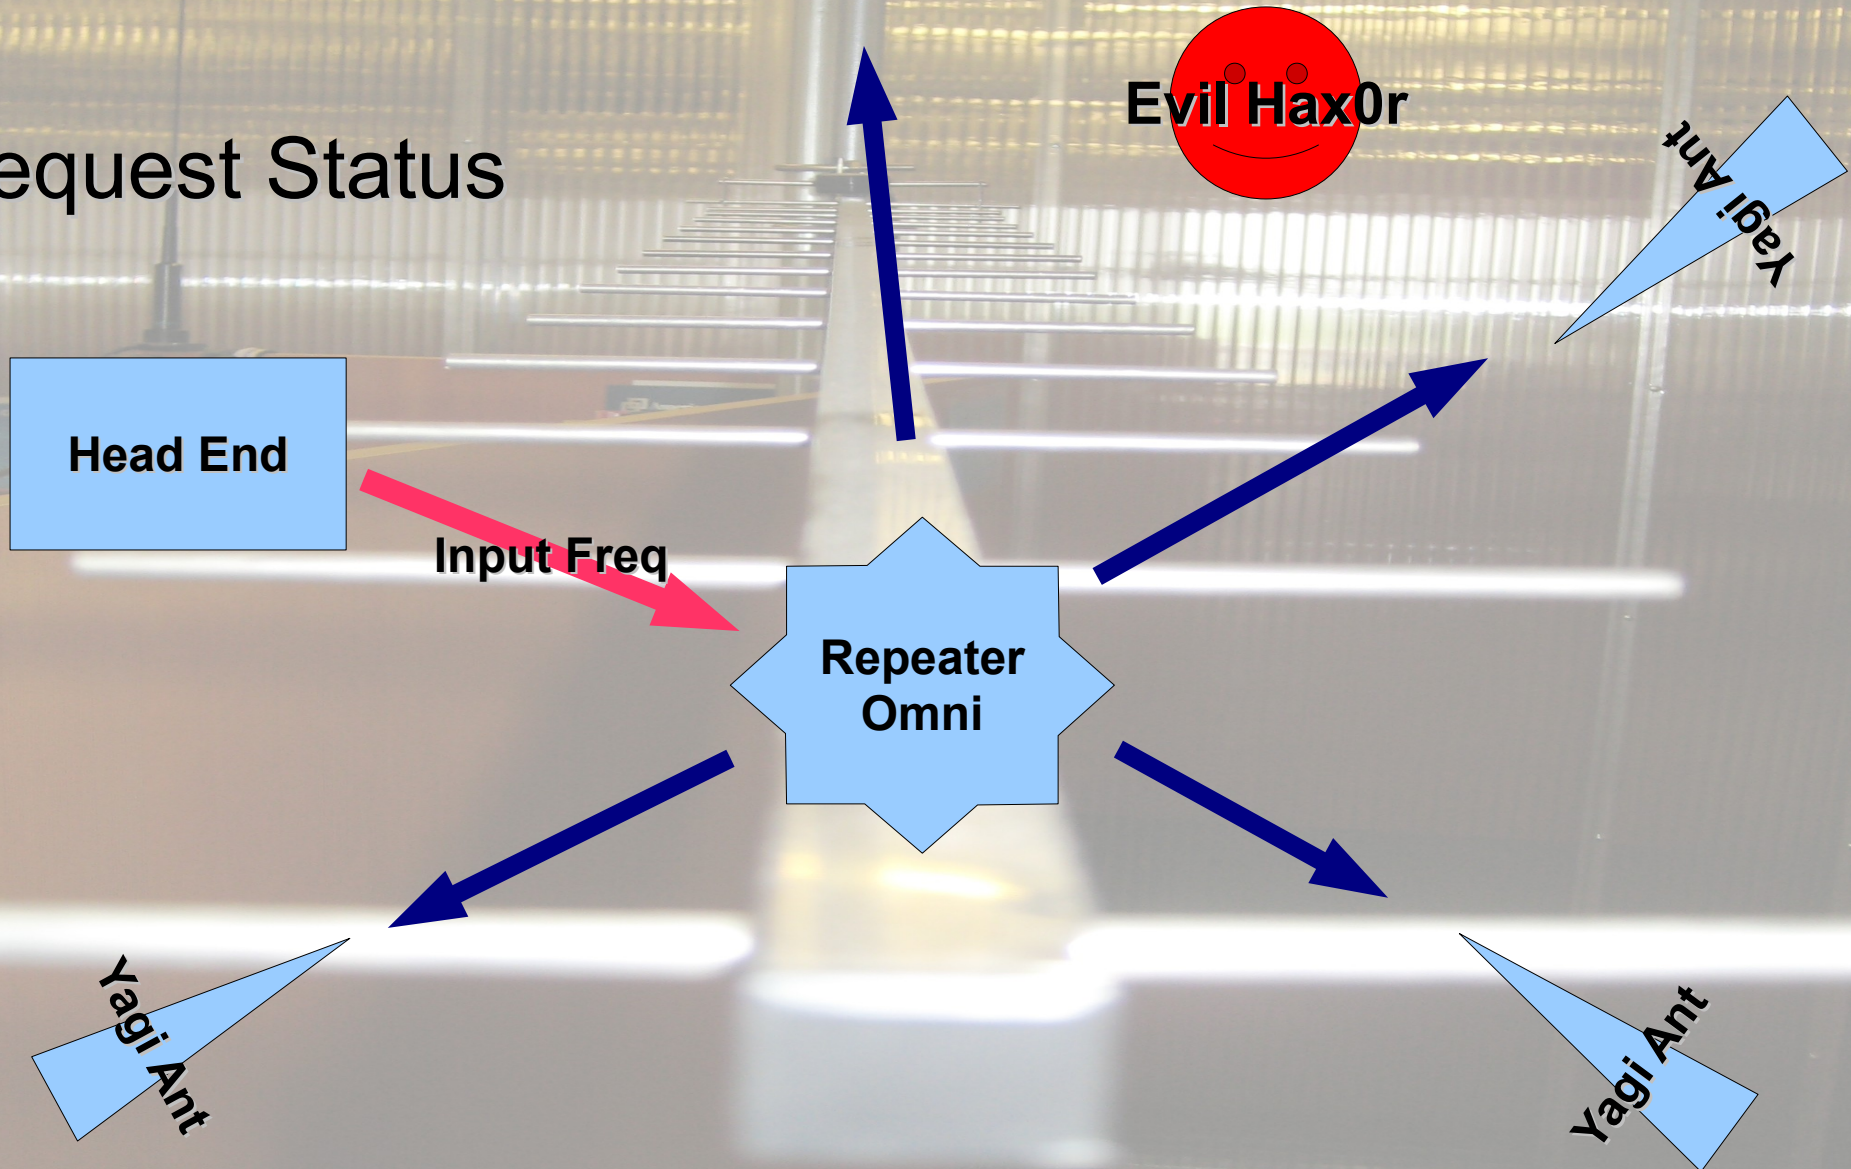 Evil Hax0r
equest Status
Yagi Ant
Head End
Input Freq
Repeater
Omni
Yagi Ant
Yagi Ant